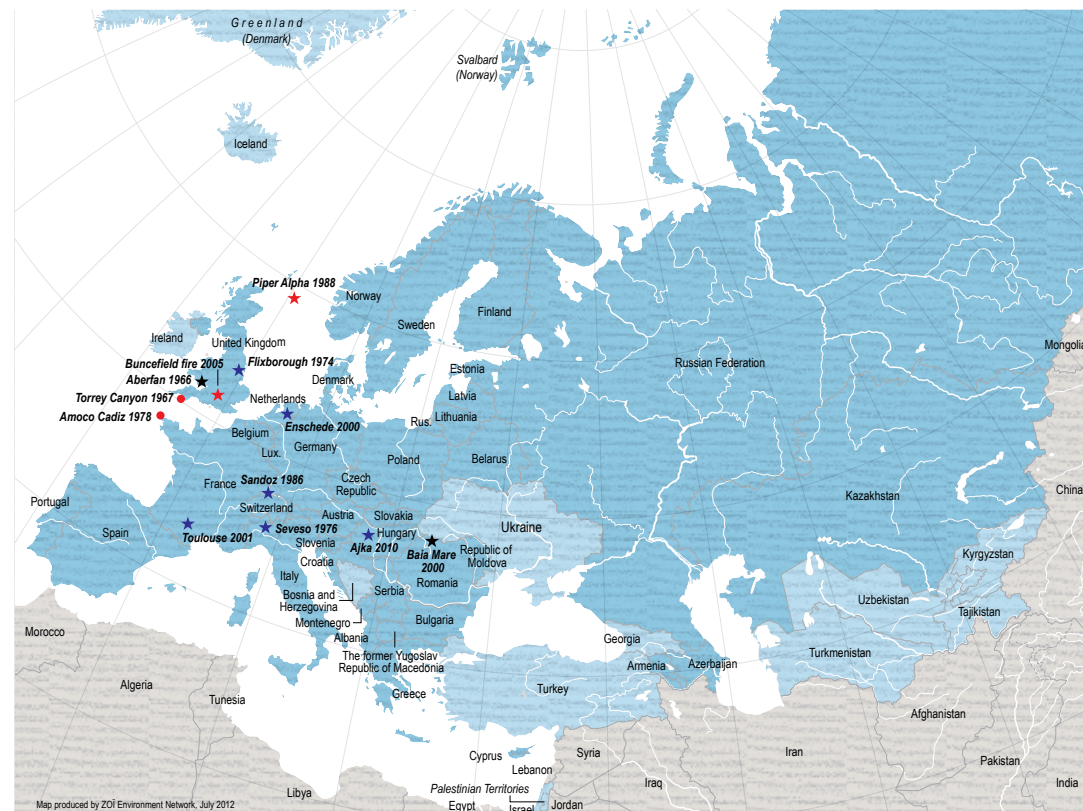 Greenland
(Denmark)
Svalbard
(Norway)
Iceland
Piper Alpha 1988
Norway
Sweden
Finland
Ireland
United Kingdom
Russian Federation
Mongolia
Buncefield fire 2005
Flixborough 1974
Estonia
Aberfan 1966
Denmark
Latvia
Torrey Canyon 1967
Netherlands
Lithuania
Amoco Cadiz 1978
Enschede 2000
Rus.
Belgium
Germany
Lux.
Poland
Belarus
France
Sandoz 1986
Czech
Republic
Kazakhstan
China
Portugal
Switzerland
Austria
Slovakia
Ukraine
Spain
Toulouse 2001
Seveso 1976
Slovenia
Ajka 2010
Hungary
Baia Mare
2000
Republic of
Moldova
Kyrgyzstan
Croatia
Italy
Romania
Bosnia and
Herzegovina
Serbia
Uzbekistan
Tajikistan
Montenegro
Bulgaria
Morocco
Albania
Georgia
Turkmenistan
The former Yugoslav
Republic of Macedonia
Armenia
Azerbaijan
Algeria
Tunisia
Greece
Turkey
Afghanistan
Cyprus
Syria
Iran
Pakistan
Lebanon
Iraq
India
Palestinian Territories
Libya
Egypt
Israel
Jordan
Map produced by ZOÏ Environment Network, July 2012